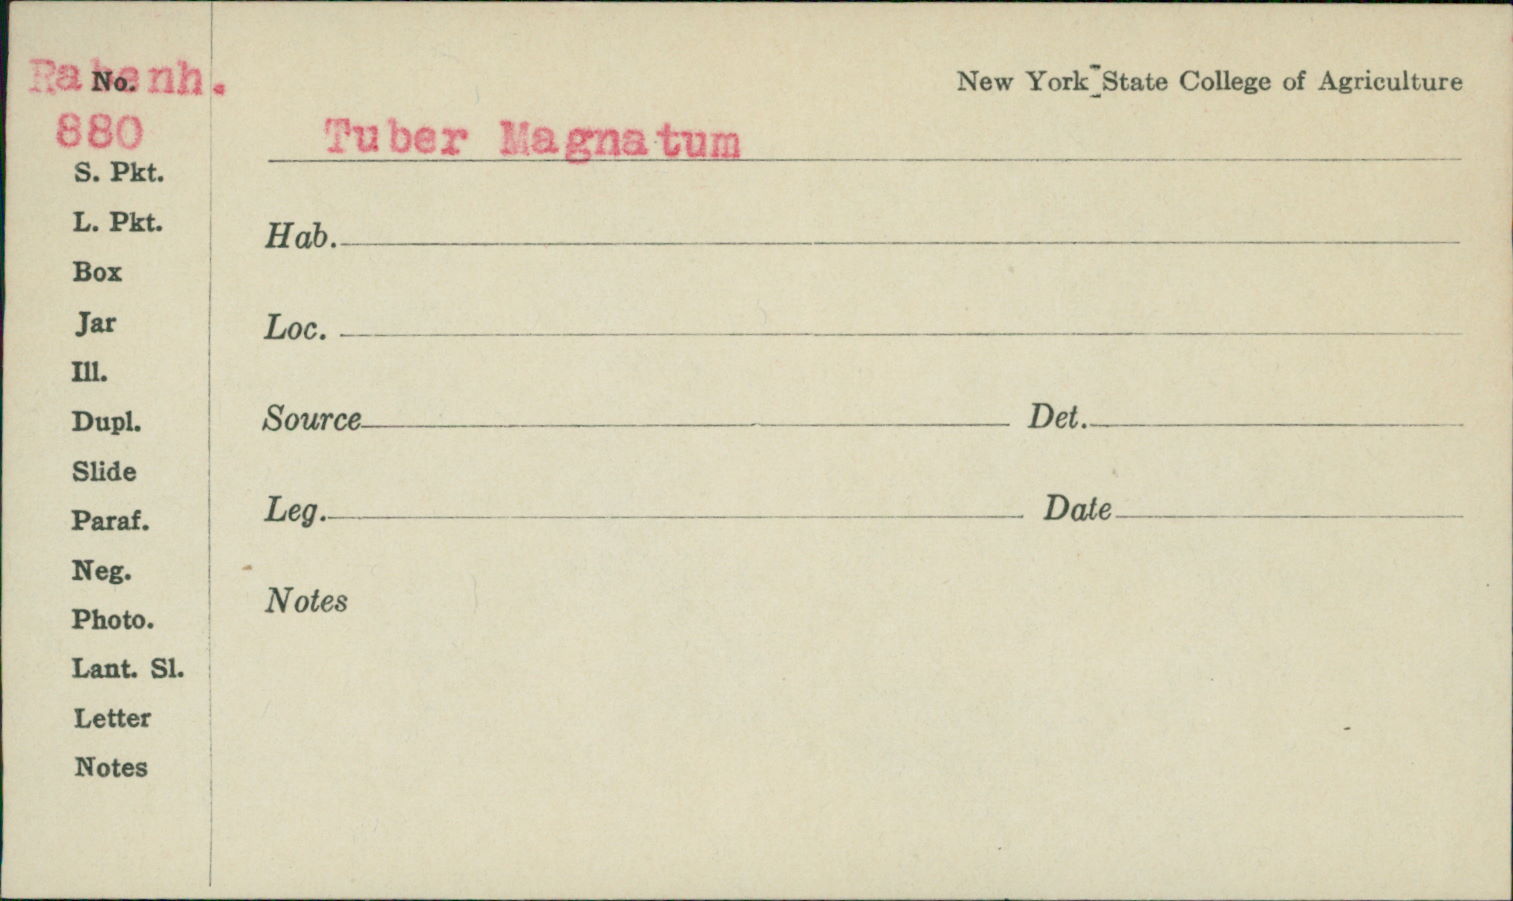 Rabenh.
No.
New York State College of Agriculture
880
Tuber Magnatum
S. Pkt.
L. Pkt.
Hab.
Box
Jar
Loc.
Ill.
Dupl.
Source Det.
Slide
Paraf.
Leg. Date
Neg.
Notes
Photo.
Lant. Sl.
Letter
Notes